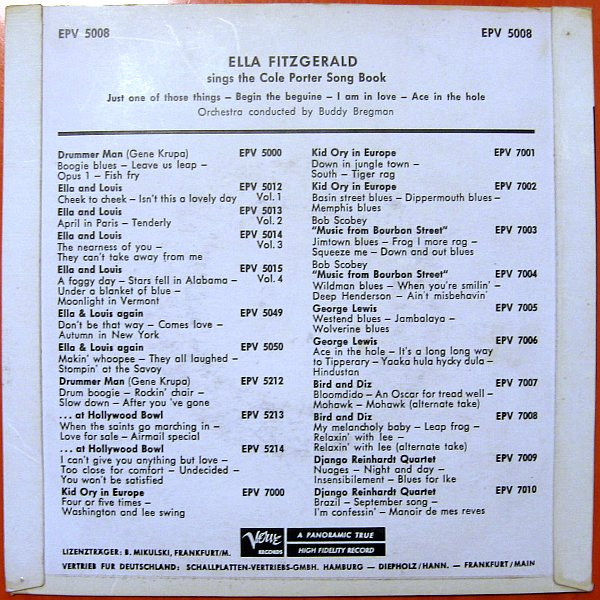 EPV 5008 EPV 5008
ELLA FITZGERALD
sings the Cole Porter Song Book
Just one of those things – Begin the beguine – I am in love – Ace in the hole
Orchestra conducted by Buddy Bregman
Drummer Man (Gene Krupa) EPV 5000
Boogie blues – Leave us leap –
Opus 1 – Fish fry
Ella and Louis EPV 5012
Cheek to cheek – Isn't this a lovely day Vol. 1
Ella and Louis EPV 5013
April in Paris – Tenderly Vol. 2
Ella and Louis EPV 5014
The nearness of you – Vol. 3
They can't take away from me
Ella and Louis EPV 5015
A foggy day – Stars fell in Alabama – Vol. 4
Under a blanket of blue –
Moonlight in Vermont
Ella & Louis again EPV 5049
Don't be that way – Comes love –
Autumn in New York
Ella & Louis again EPV 5050
Makin' whoopee – They all laughed –
Stompin' at the Savoy
Drummer Man (Gene Krupa) EPV 5212
Drum boogie – Rockin' chair –
Slow down – After you 've gone
. . . at Hollywood Bowl EPV 5213
When the saints go marching in –
Love for sale – Airmail special
. . . at Hollywood Bowl EPV 5214
I can't give you anything but love –
Too close for comfort – Undecided –
You won't be satisfied
Kid Ory in Europe EPV 7000
Four or five times –
Washington and lee swing
Kid Ory in Europe EPV 7001
Down in jungle town –
South – Tiger rag
Kid Ory in Europe EPV 7002
Basin street blues – Dippermouth blues –
Memphis blues
Bob Scobey
"Music from Bourbon Street" EPV 7003
Jimtown blues – Frog I more rag –
Squeeze me – Down and out blues
Bob Scobey
"Music from Bourbon Street" EPV 7004
Wildman blues – When you're smilin' –
Deep Henderson – Ain't misbehavin'
George Lewis EPV 7005
Westend blues – Jambalaya –
Wolverine blues
George Lewis EPV 7006
Ace in the hole – It's a long long way
to Tipperary – Yaaka hula hycky dula –
Hindustan
Bird and Diz EPV 7007
Bloomdido – An Oscar for tread well –
Mohawk – Mohawk (alternate take)
Bird and Diz EPV 7008
My melancholy baby – Leap frog –
Relaxin' with lee –
Relaxin' with lee (alternate take)
Django Reinhardt Quartet EPV 7009
Nuages – Night and day –
Insensibilement – Blues for Ike
Django Reinhardt Quartet EPV 7010
Brazil – September song –
I'm confessin' – Manoir de mes reves
Verve RECORDS
A PANORAMIC TRUE
HIGH FIDELITY RECORD
LIZENZTRÄGER: B. MIKULSKI, FRANKFURT/M.
VERTRIEB FÜR DEUTSCHLAND: SCHALLPLATTEN-VERTRIEBS-GMBH. HAMBURG – DIEPHOLZ/HANN. – FRANKFURT/MAIN